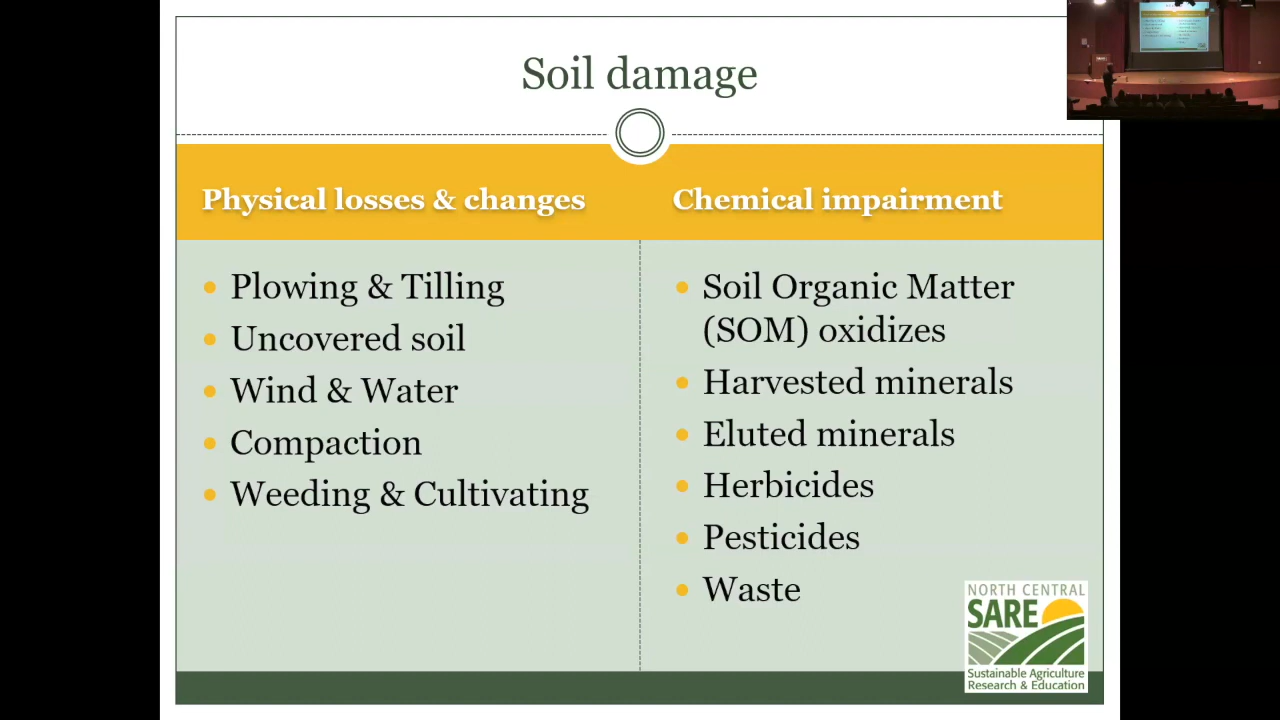 Soil damage
Physical losses & changes
Plowing & Tilling
Uncovered soil
Wind & Water
Compaction
Weeding & Cultivating
Chemical impairment
Soil Organic Matter
(SOM) oxidizes
Harvested minerals
Eluted minerals
Herbicides
Pesticides
Waste
NORTH CENTRAL
SARE
Sustainable Agriculture
Research & Education